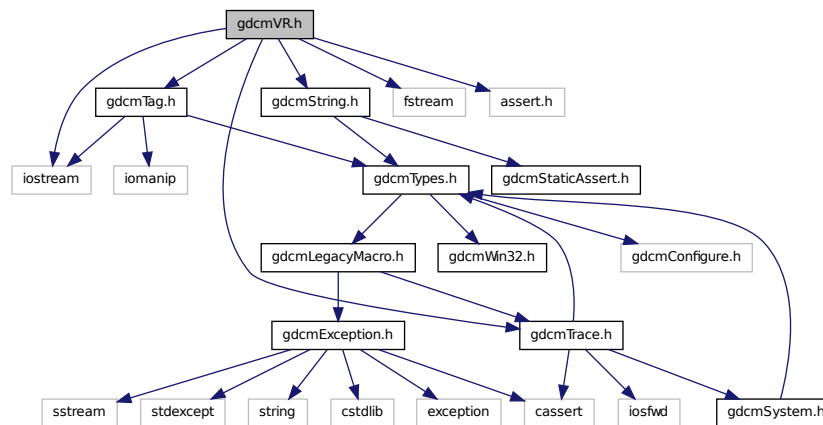 gdcmVR.h
gdcmTag.h
gdcmString.h
fstream
assert.h
iostream
iomanip
gdcmTypes.h
gdcmStaticAssert.h
gdcmLegacyMacro.h
gdcmWin32.h
gdcmConfigure.h
gdcmException.h
gdcmTrace.h
sstream
stdexcept
string
cstdlib
exception
cassert
iosfwd
gdcmSystem.h